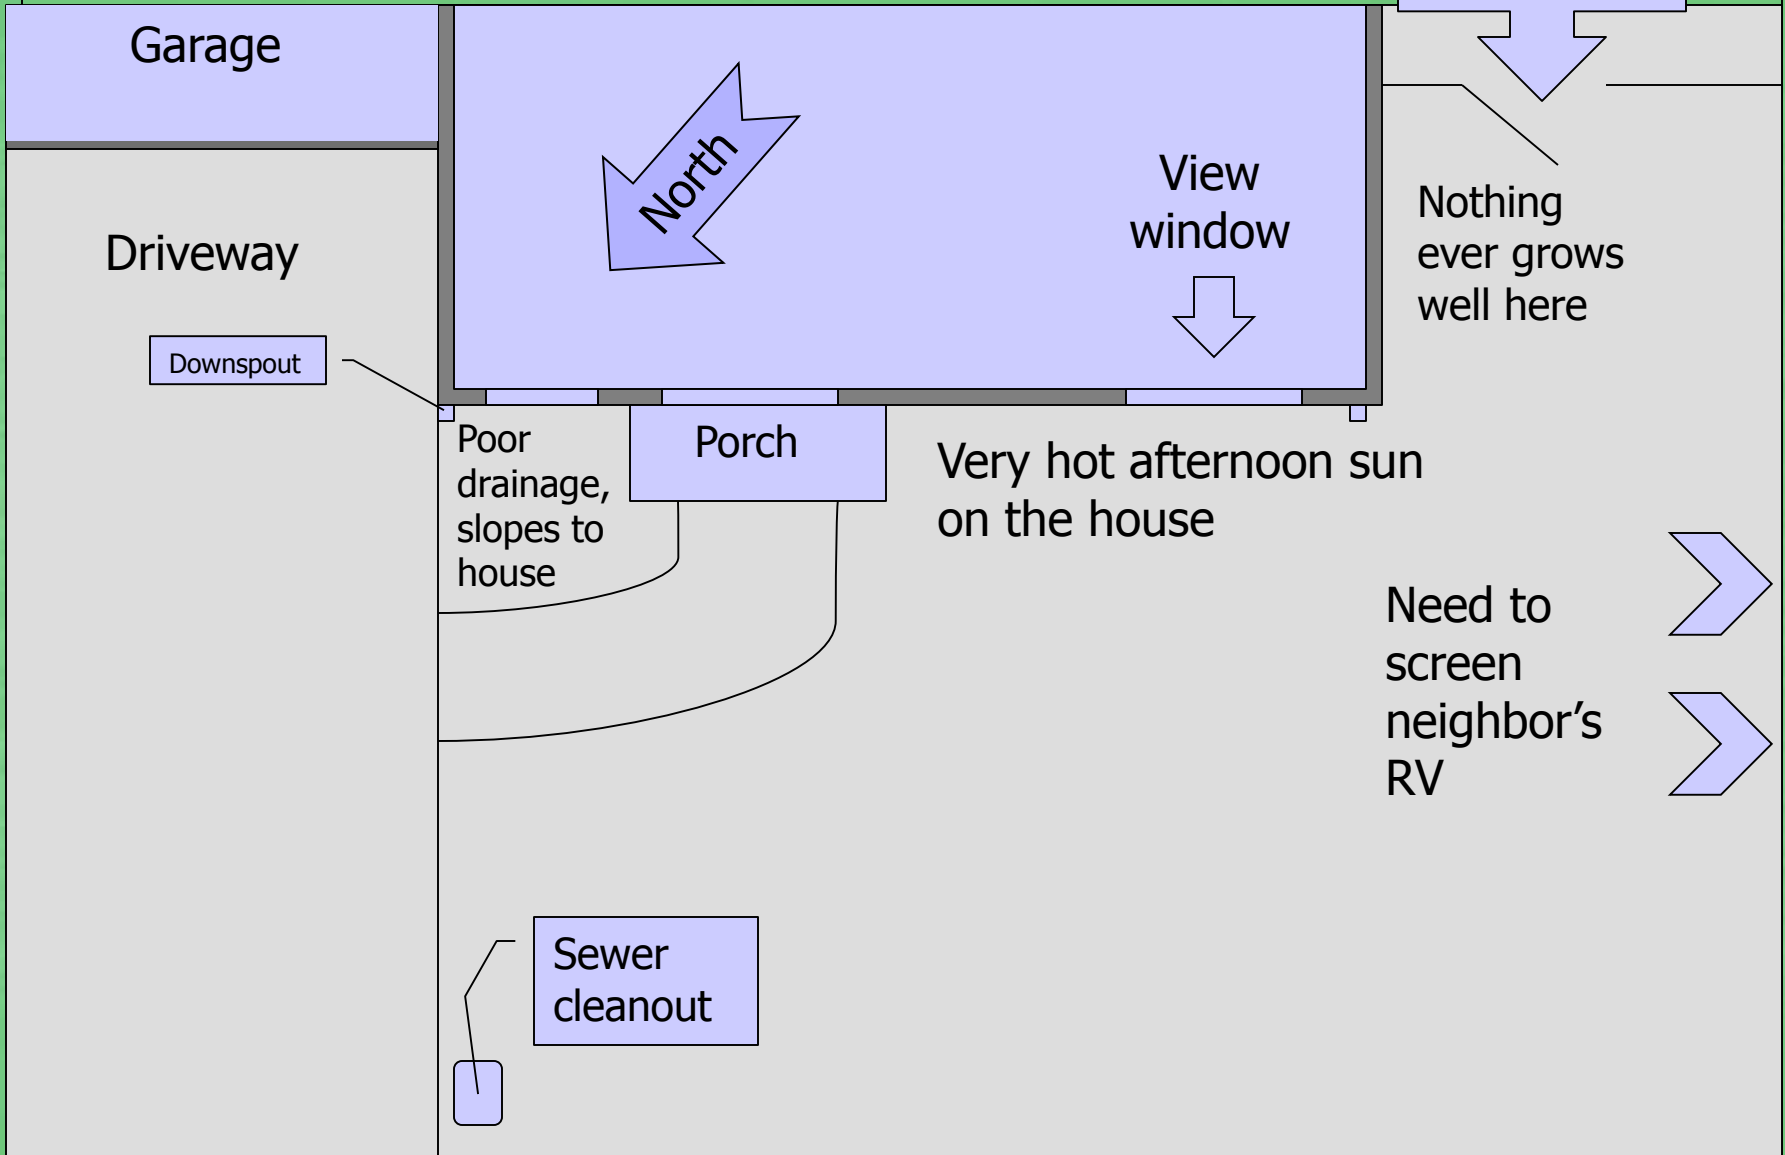 Garage
North
View
window
Nothing
ever grows
well here
Driveway
Downspout
Poor
drainage,
slopes to
house
Porch
Very hot afternoon sun
on the house
Need to
screen
neighbor’s
RV
Sewer
cleanout